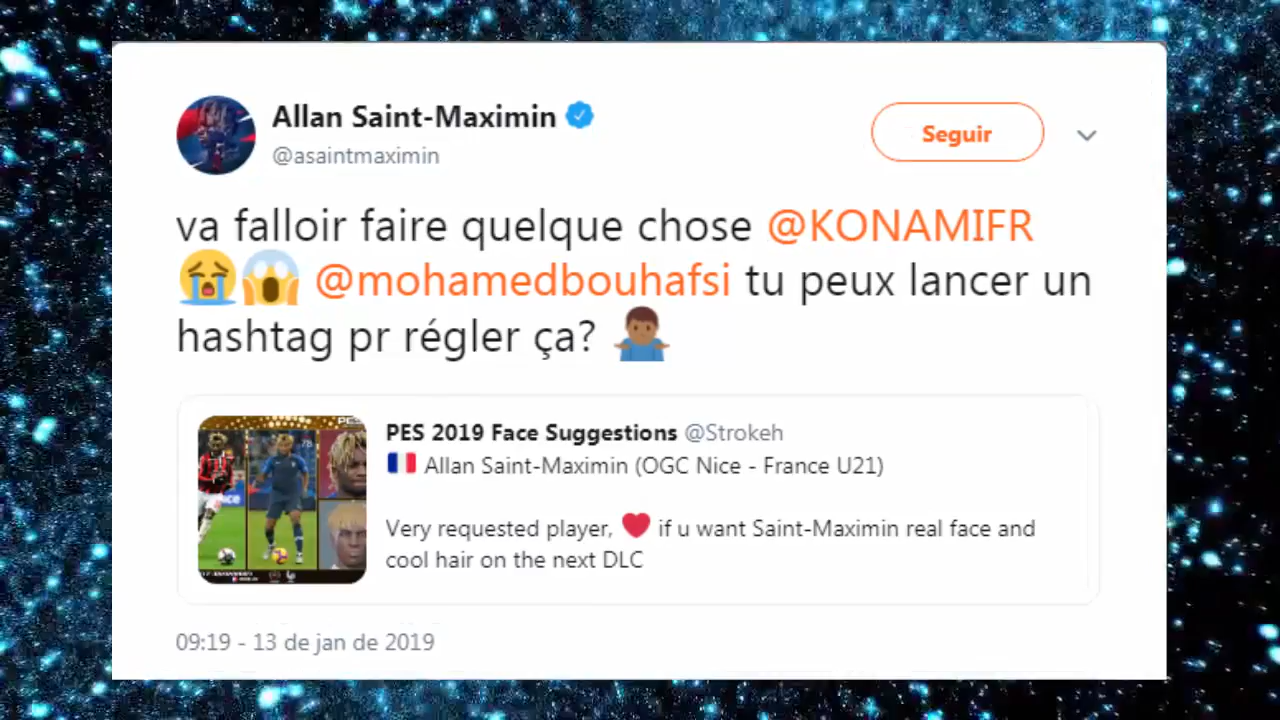 Allan Saint-Maximin
@asaintmaximin
Seguir
va falloir faire quelque chose @KONAMIFR
😭😱 @mohamedbouhafsi tu peux lancer un
hashtag pr régler ça? 🤷🏾‍♂️
PES 2019 Face Suggestions @Strokeh
🇫🇷 Allan Saint-Maximin (OGC Nice - France U21)
Very requested player, ❤️ if u want Saint-Maximin real face and
cool hair on the next DLC
09:19 - 13 de jan de 2019